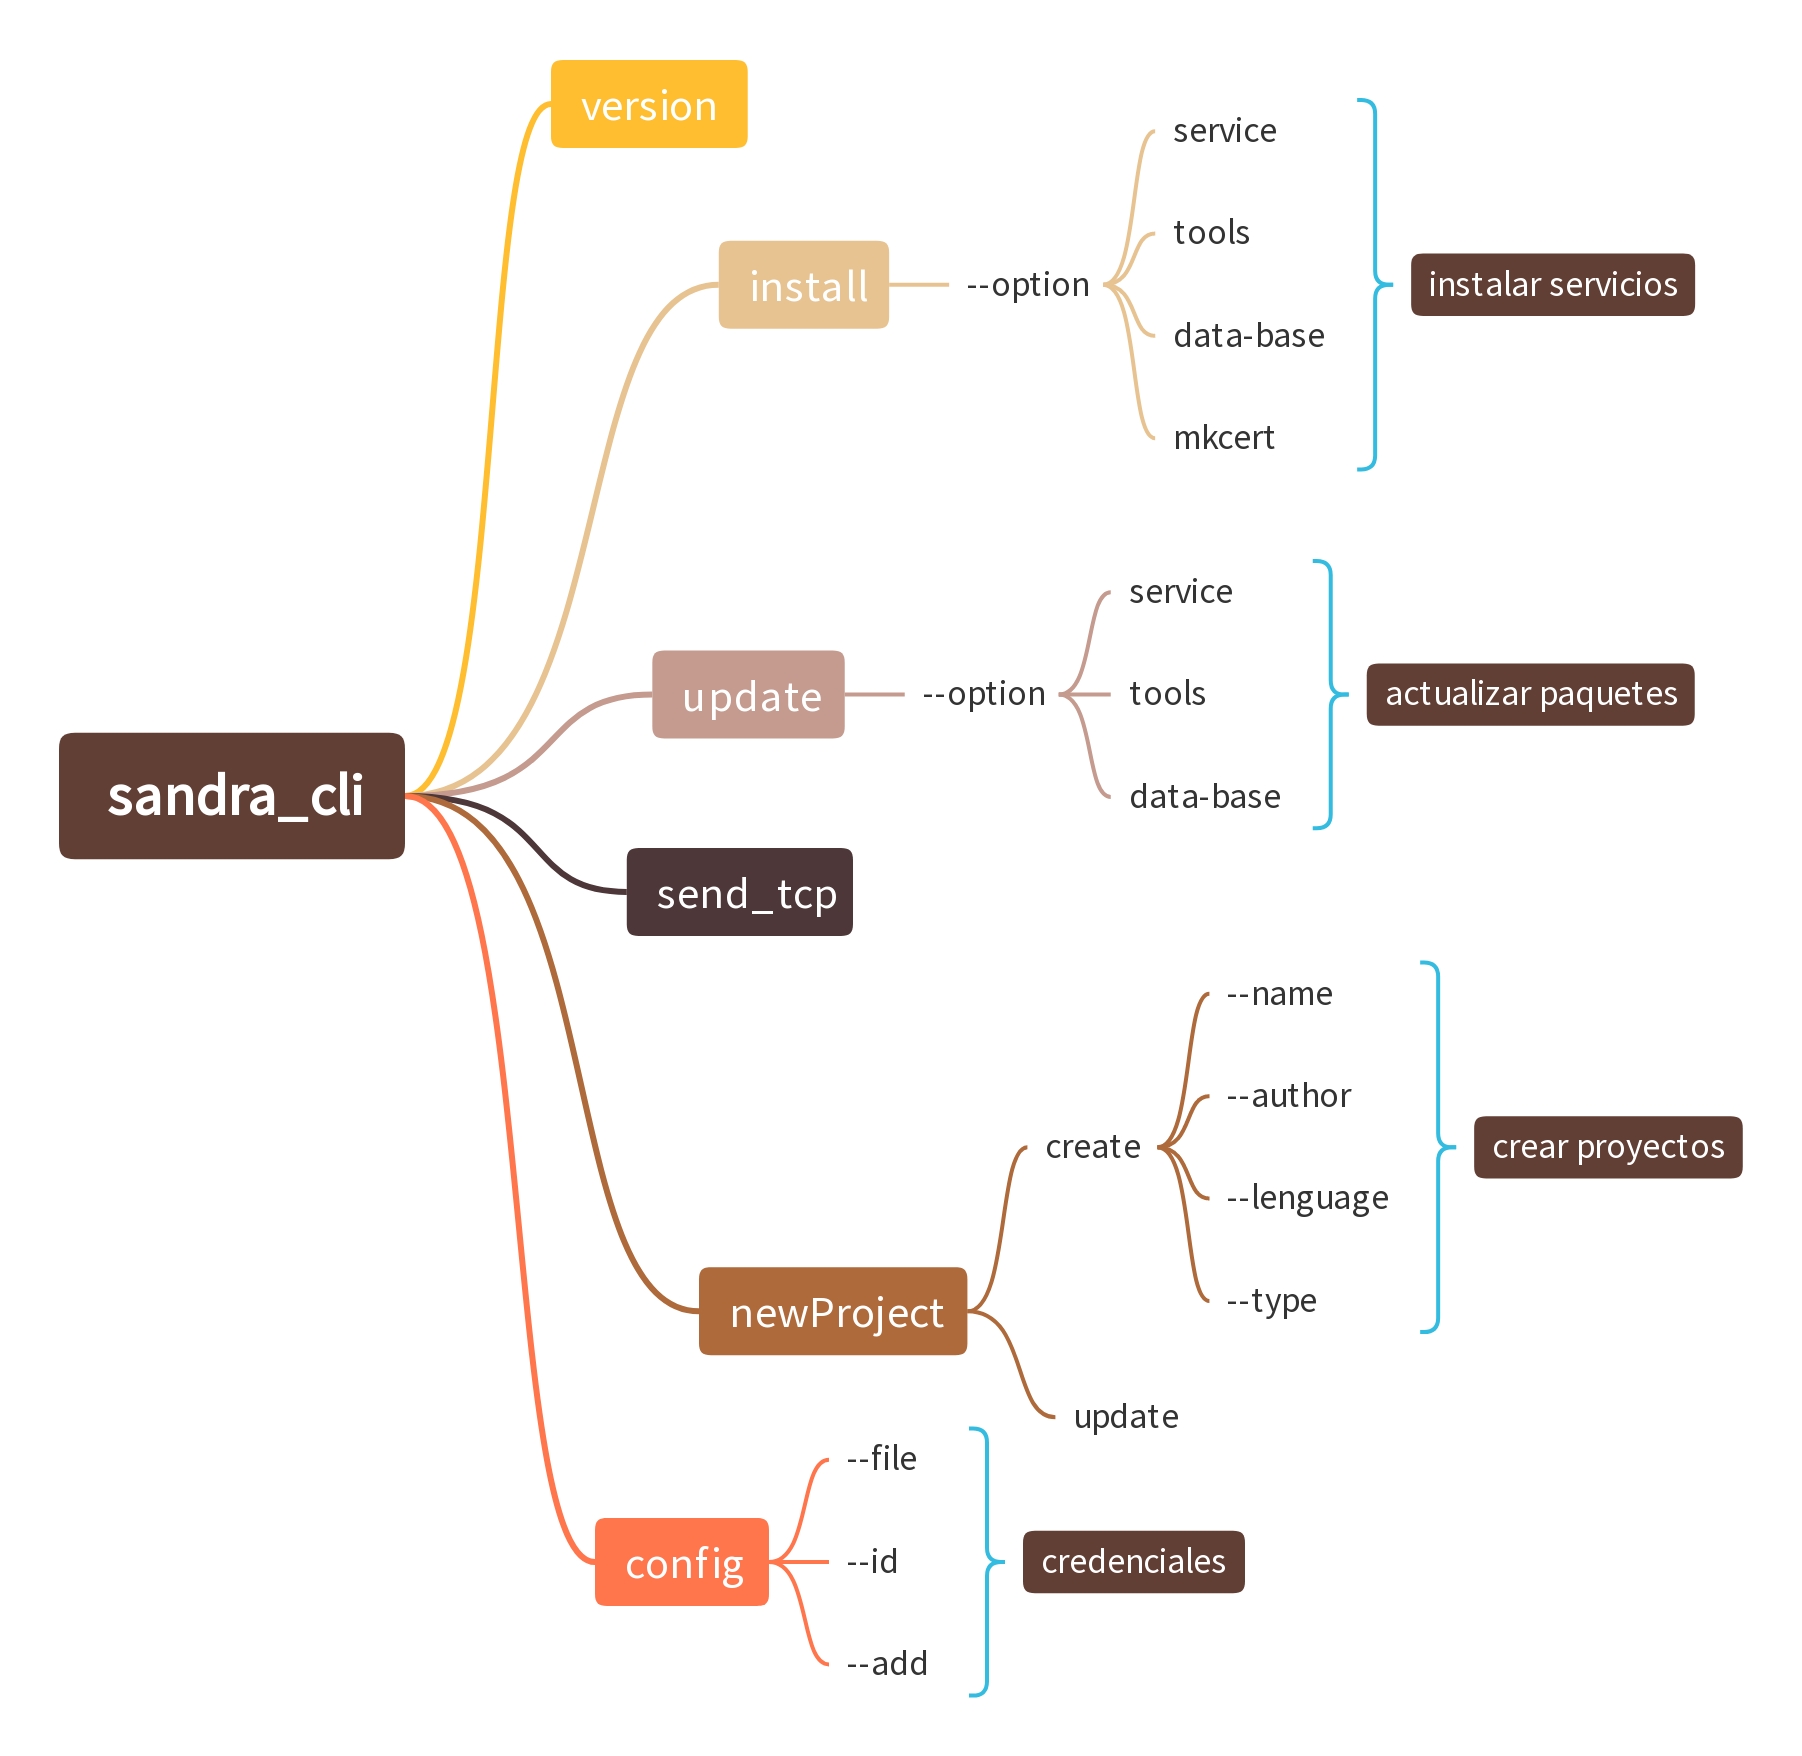 sandra_cli
version
install
--option
service
tools
data-base
mkcert
instalar servicios
update
--option
service
tools
data-base
actualizar paquetes
send_tcp
newProject
create
--name
--author
--lenguage
--type
crear proyectos
update
config
--file
--id
--add
credenciales